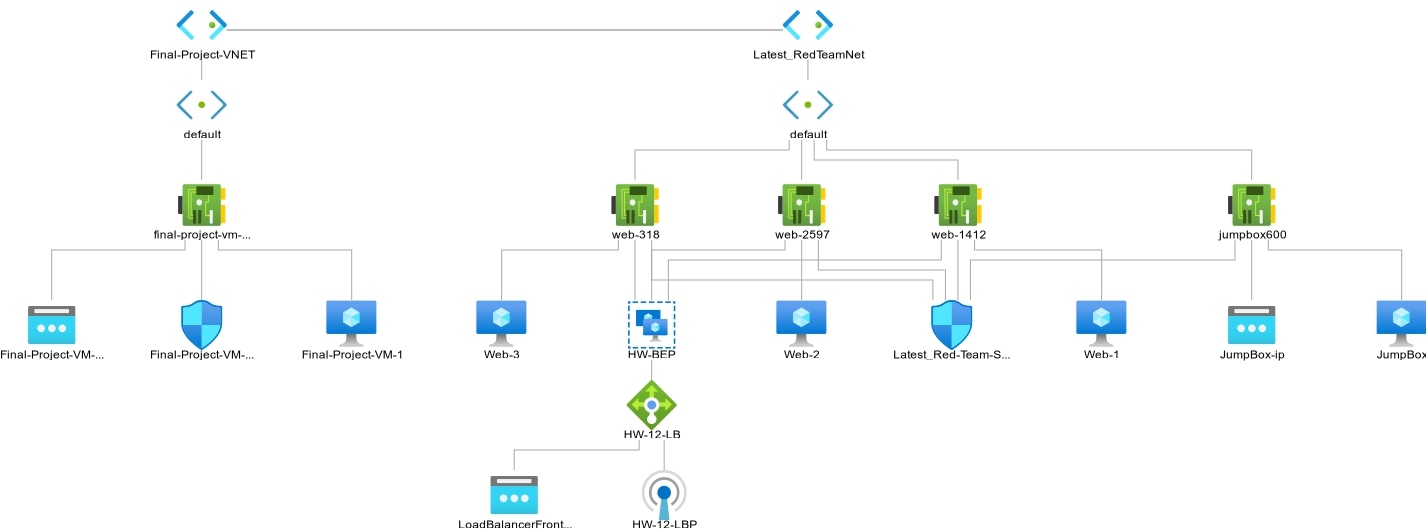 Final-Project-VNET
Latest_RedTeamNet
default
default
final-project-vm-...
web-318
web-2597
web-1412
jumpbox600
Final-Project-VM-...
Final-Project-VM-...
Final-Project-VM-1
Web-3
HW-BEP
Web-2
Latest_Red-Team-S...
Web-1
JumpBox-ip
JumpBox
HW-12-LB
LoadBalancerFront...
HW-12-LBP